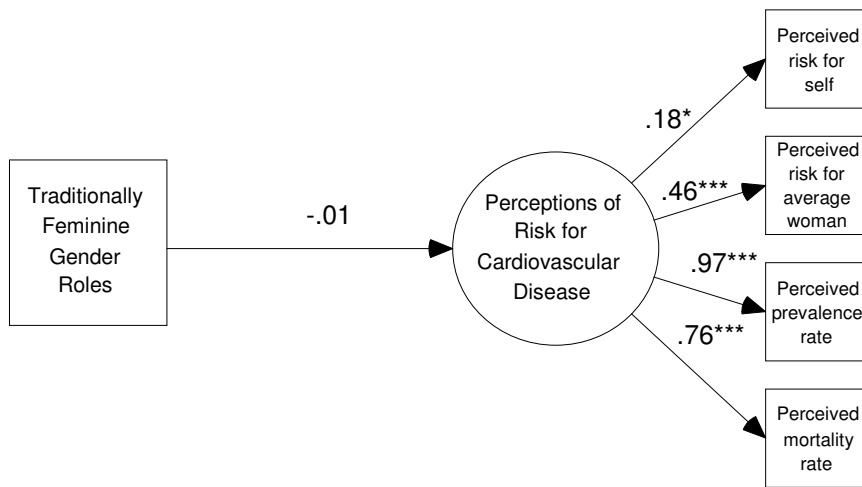 Traditionally
Feminine
Gender
Roles
-.01
Perceptions of
Risk for
Cardiovascular
Disease
.18*
.46***
.97***
.76***
Perceived
risk for
self
Perceived
risk for
average
woman
Perceived
prevalence
rate
Perceived
mortality
rate